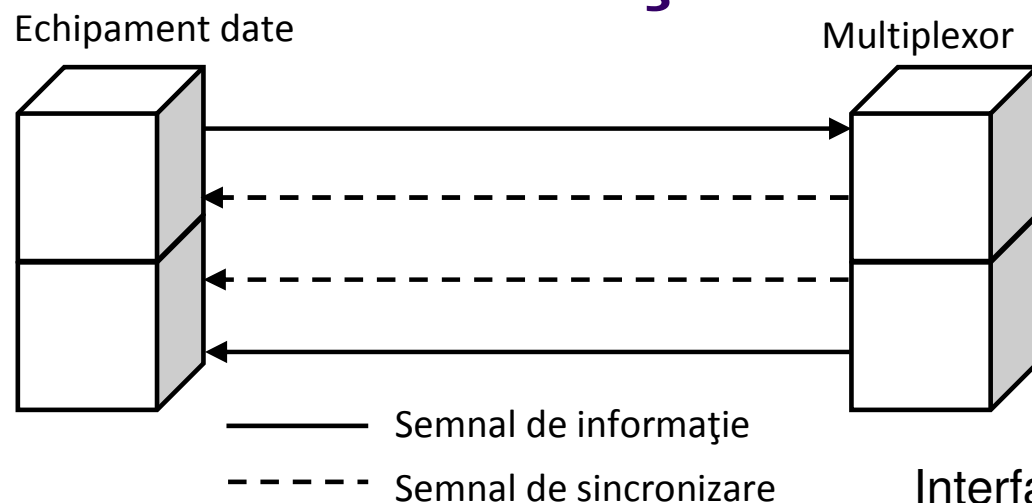 Echipament date
Multiplexor
Semnal de informaţie
Semnal de sincronizare